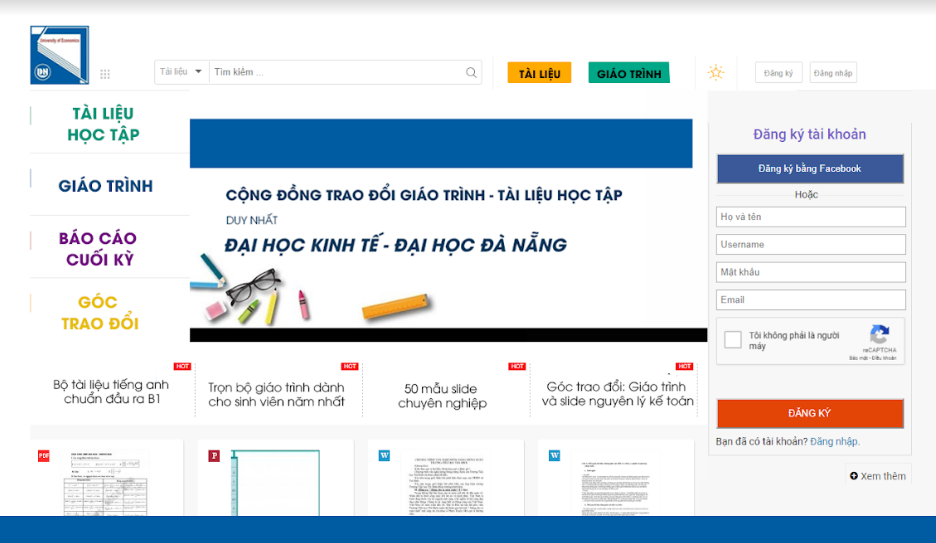 University of Economics
Tài liệu
Tìm kiếm ...
TÀI LIỆU
GIÁO TRÌNH
Đăng ký
Đăng nhập
TÀI LIỆU
HỌC TẬP
GIÁO TRÌNH
BÁO CÁO
CUỐI KỲ
GÓC
TRAO ĐỔI
CỘNG ĐỒNG TRAO ĐỔI GIÁO TRÌNH - TÀI LIỆU HỌC TẬP
DUY NHẤT
ĐẠI HỌC KINH TẾ - ĐẠI HỌC ĐÀ NẴNG
Đăng ký tài khoản
Đăng ký bằng Facebook
Hoặc
Họ và tên
Username
Mật khẩu
Email
Tôi không phải là người
máy
reCAPTCHA
Bảo mật - Điều khoản
ĐĂNG KÝ
Bạn đã có tài khoản? Đăng nhập.
Xem thêm
HOT
Bộ tài liệu tiếng anh
chuẩn đầu ra B1
HOT
Trọn bộ giáo trình dành
cho sinh viên năm nhất
HOT
50 mẫu slide
chuyên nghiệp
HOT
Góc trao đổi: Giáo trình
và slide nguyên lý kế toán
PDF
P
W
W